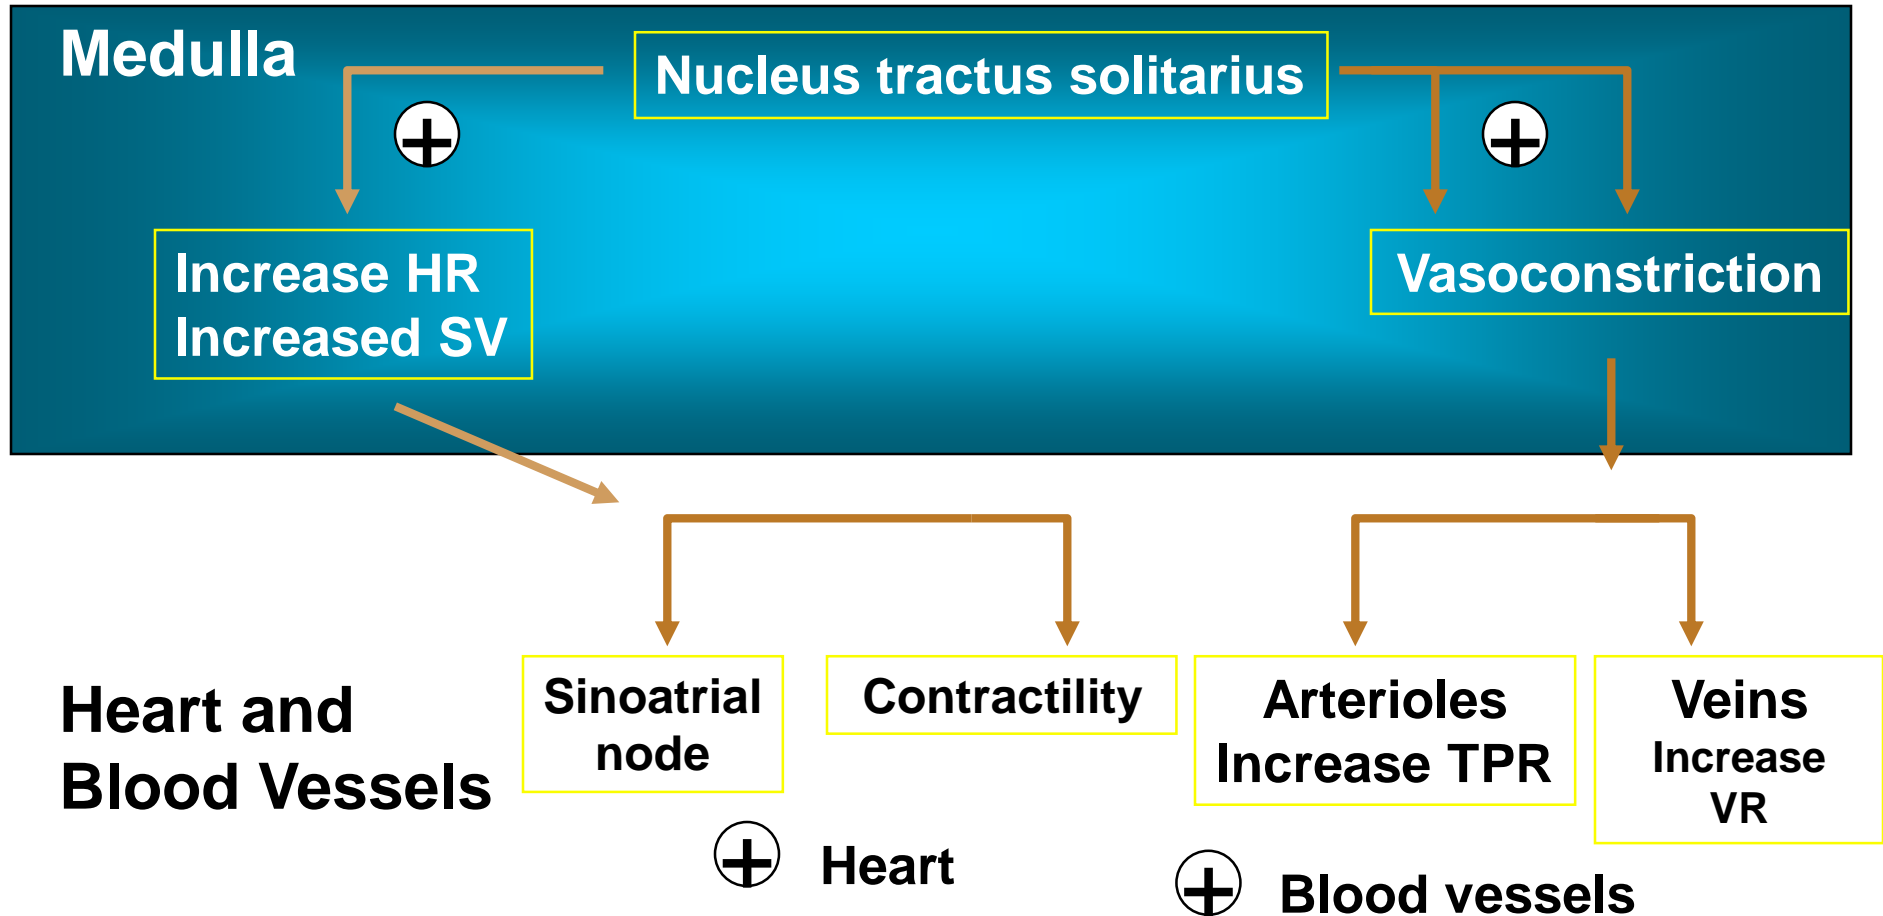 Medulla
Nucleus tractus solitarius
+
+
Increase HR
Increased SV
Vasoconstriction
Heart and
Blood Vessels
Sinoatrial
node
Contractility
Arterioles
Increase TPR
Veins
Increase
VR
+ Heart
+ Blood vessels